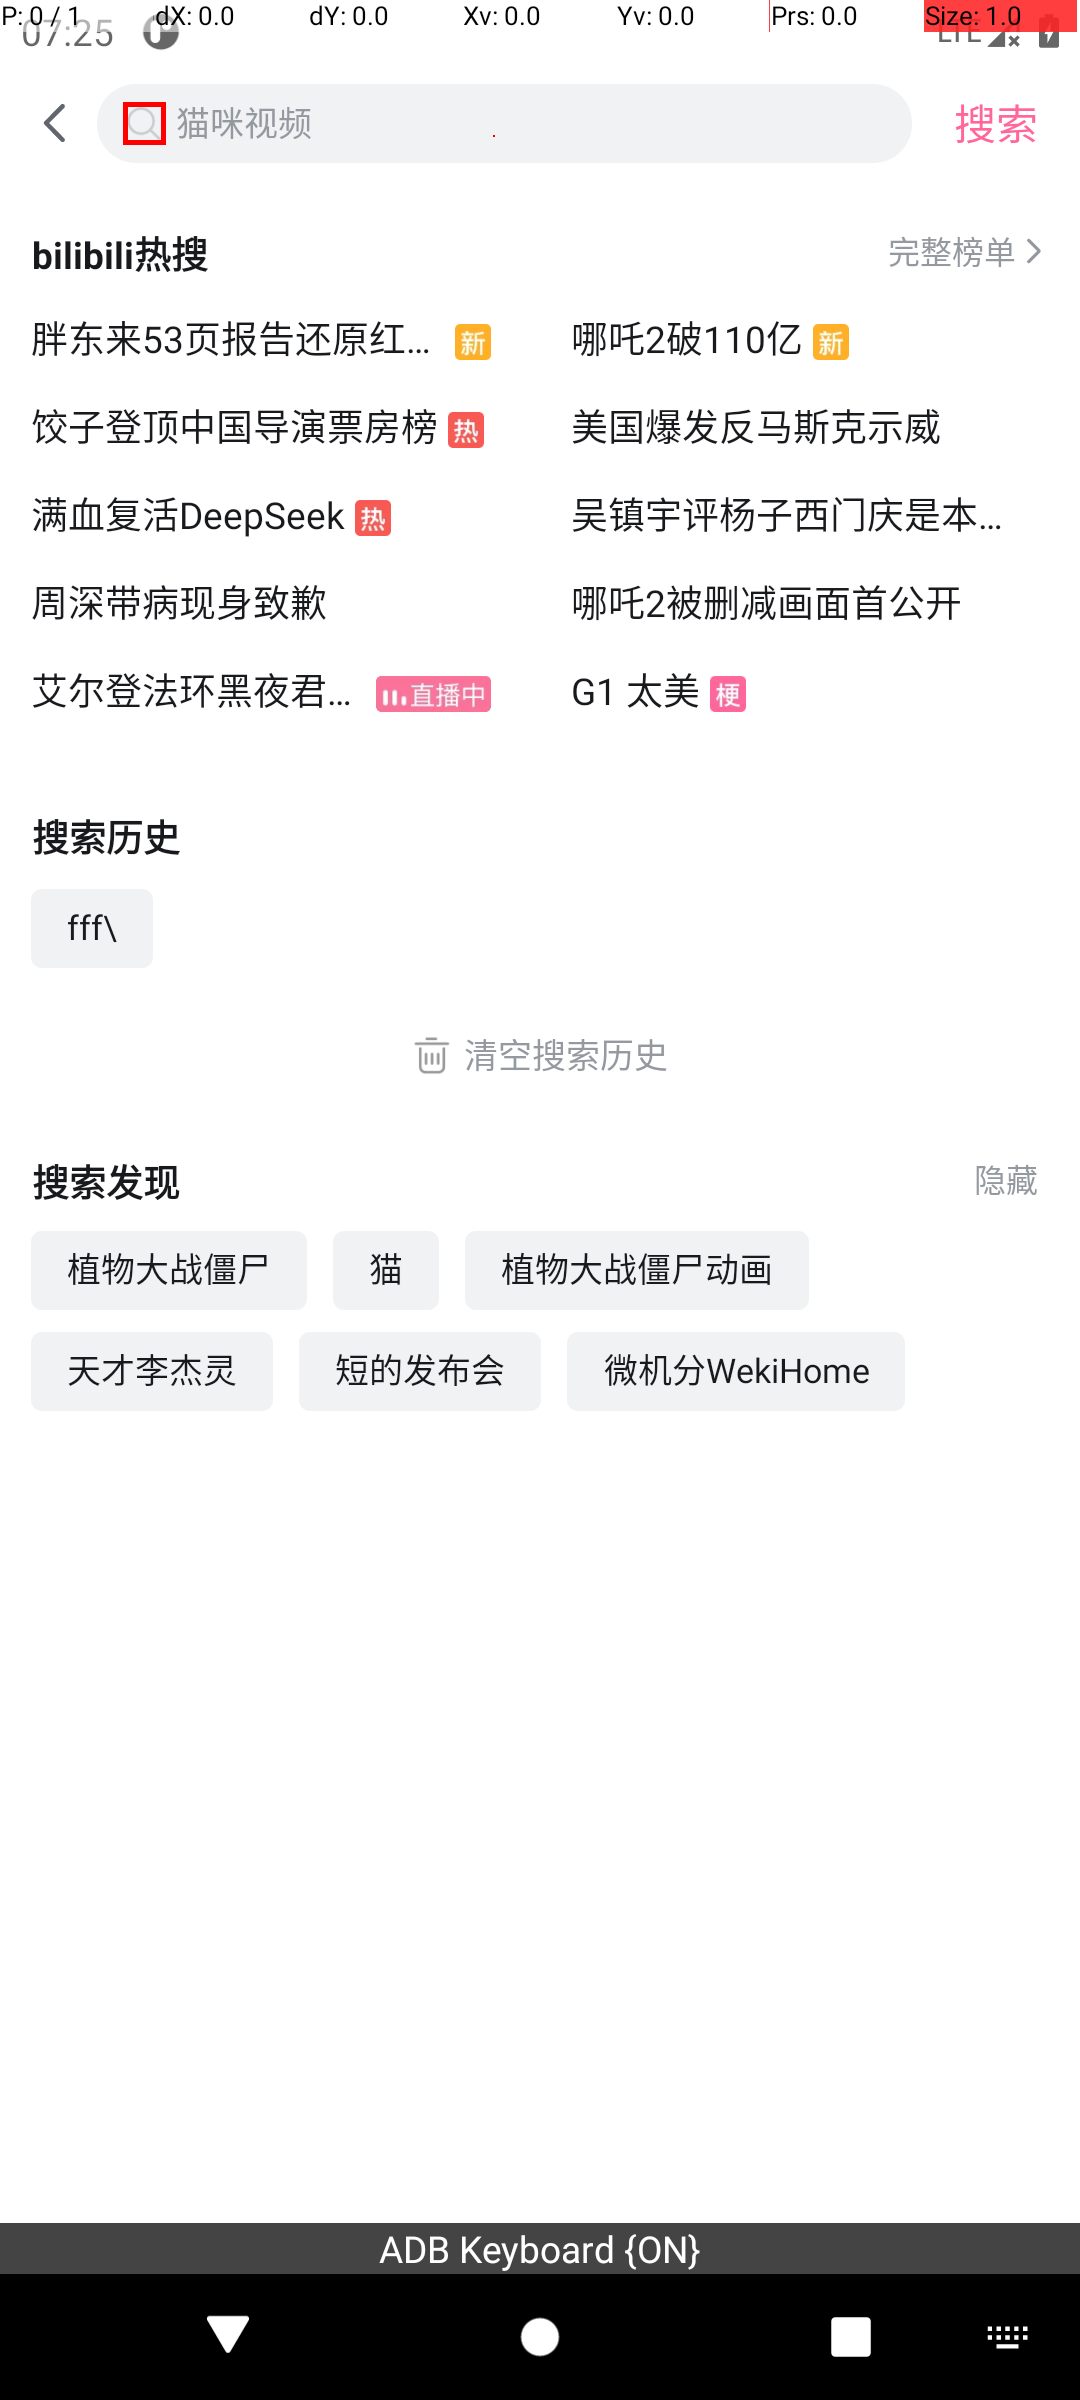 P: 0 / 1 dX: 0.0 dY: 0.0 Xv: 0.0 Yv: 0.0 Prs: 0.0 Size: 1.0
07:25 LTE
猫咪视频 搜索
bilibili热搜 完整榜单
胖东来53页报告还原红... 新 哪吒2破110亿 新
饺子登顶中国导演票房榜 热 美国爆发反马斯克示威
满血复活DeepSeek 热 吴镇宇评杨子西门庆是本...
周深带病现身致歉 哪吒2被删减画面首公开
艾尔登法环黑夜君... 直播中 G1 太美 梗
搜索历史
fff\
清空搜索历史
搜索发现 隐藏
植物大战僵尸 猫 植物大战僵尸动画
天才李杰灵 短的发布会 微机分WekiHome
ADB Keyboard {ON}